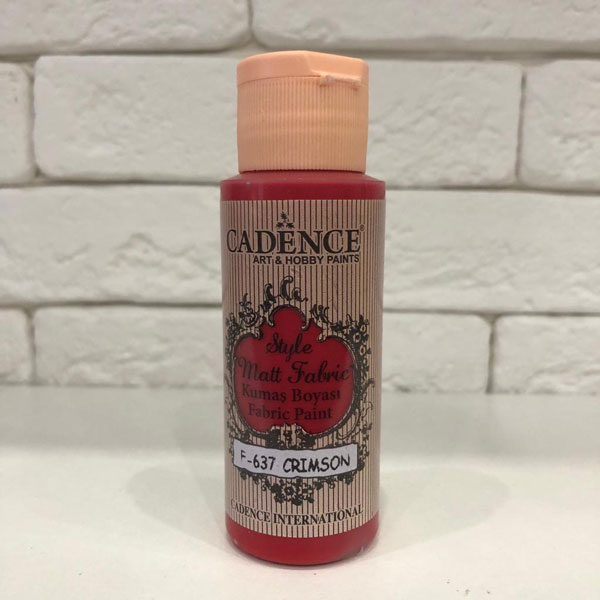 CADENCE®
ART & HOBBY PAINTS
Style
Matt Fabric
Kumaş Boyası
Fabric Paint
F-637 CRIMSON
CADENCE INTERNATIONAL